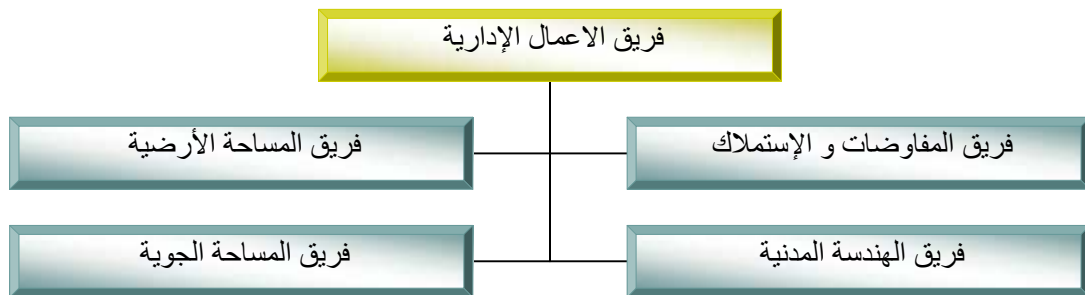 فريق الاعمال الإدارية
فريق المفاوضات و الإستملاك
فريق المساحة الأرضية
فريق الهندسة المدنية
فريق المساحة الجوية